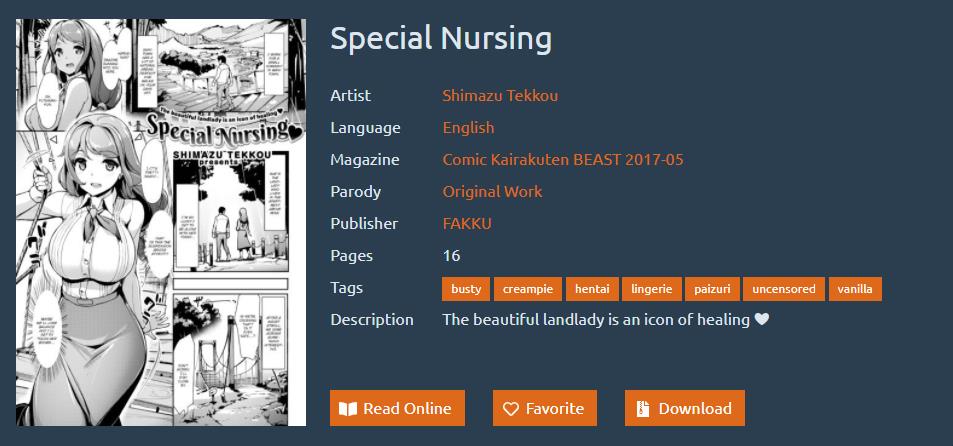 Special Nursing
Artist Shimazu Tekkou
Language English
Magazine Comic Kairakuten BEAST 2017-05
Parody Original Work
Publisher FAKKU
Pages 16
Tags busty creampie hentai lingerie paizuri uncensored vanilla
Description The beautiful landlady is an icon of healing ♥
Read Online Favorite Download
The beautiful landlady is an icon of healing♥
Special Nursing♥
SHIMAZU TEKKOU
presents